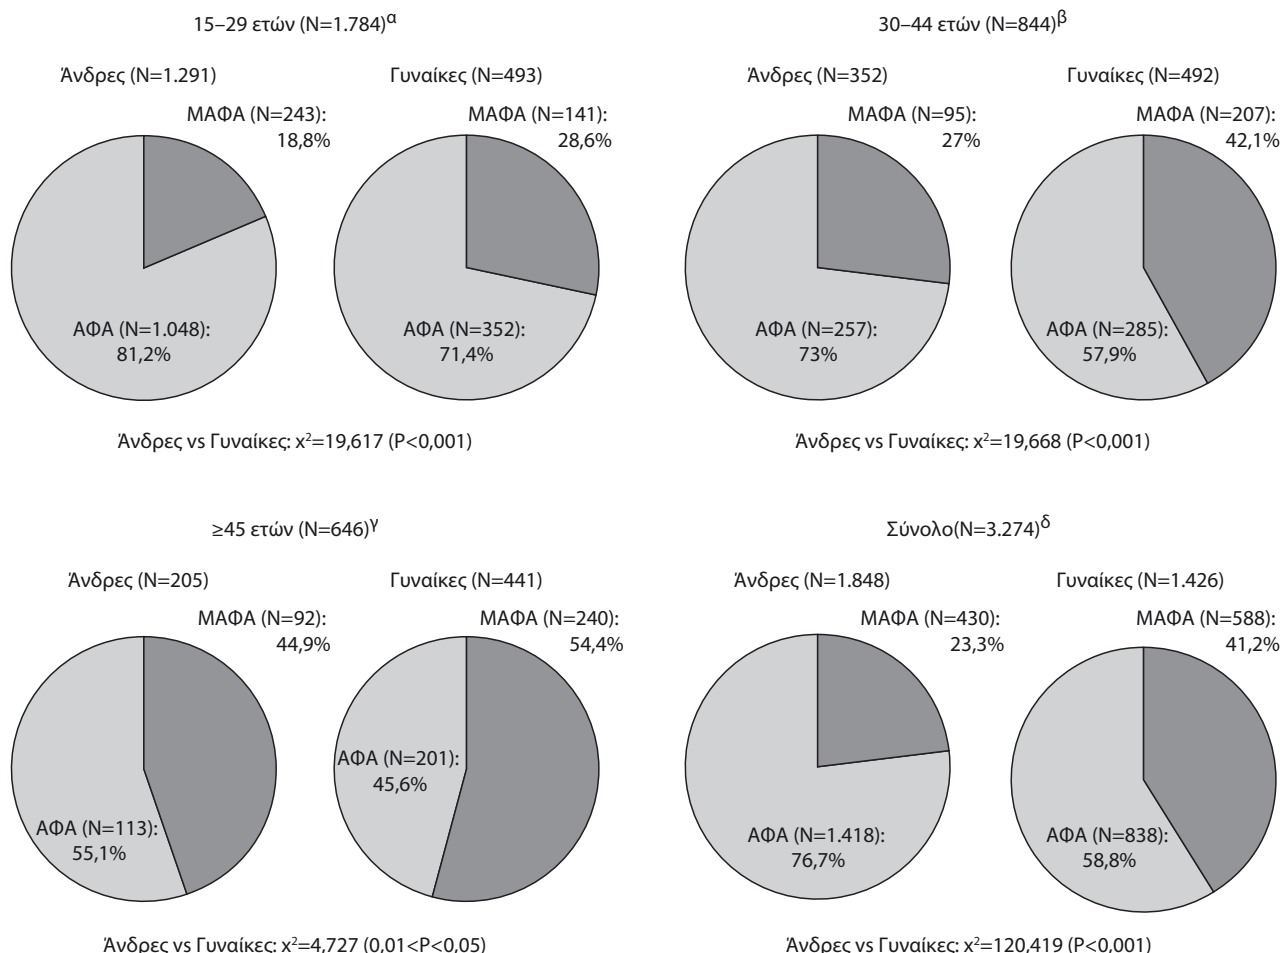 15–29 ετών (N=1.784)α
Άνδρες (N=1.291)
Γυναίκες (N=493)
ΜΑΦΑ (N=243):
18,8%
ΜΑΦΑ (N=141):
28,6%
ΑΦΑ (N=1.048):
81,2%
ΑΦΑ (N=352):
71,4%
Άνδρες vs Γυναίκες: x²=19,617 (P<0,001)
30–44 ετών (N=844)β
Άνδρες (N=352)
Γυναίκες (N=492)
ΜΑΦΑ (N=95):
27%
ΜΑΦΑ (N=207):
42,1%
ΑΦΑ (N=257):
73%
ΑΦΑ (N=285):
57,9%
Άνδρες vs Γυναίκες: x²=19,668 (P<0,001)
≥45 ετών (N=646)γ
Άνδρες (N=205)
Γυναίκες (N=441)
ΜΑΦΑ (N=92):
44,9%
ΜΑΦΑ (N=240):
54,4%
ΑΦΑ (N=113):
55,1%
ΑΦΑ (N=201):
45,6%
Άνδρες vs Γυναίκες: x²=4,727 (0,01<P<0,05)
Σύνολο(N=3.274)δ
Άνδρες (N=1.848)
Γυναίκες (N=1.426)
ΜΑΦΑ (N=430):
23,3%
ΜΑΦΑ (N=588):
41,2%
ΑΦΑ (N=1.418):
76,7%
ΑΦΑ (N=838):
58,8%
Άνδρες vs Γυναίκες: x²=120,419 (P<0,001)